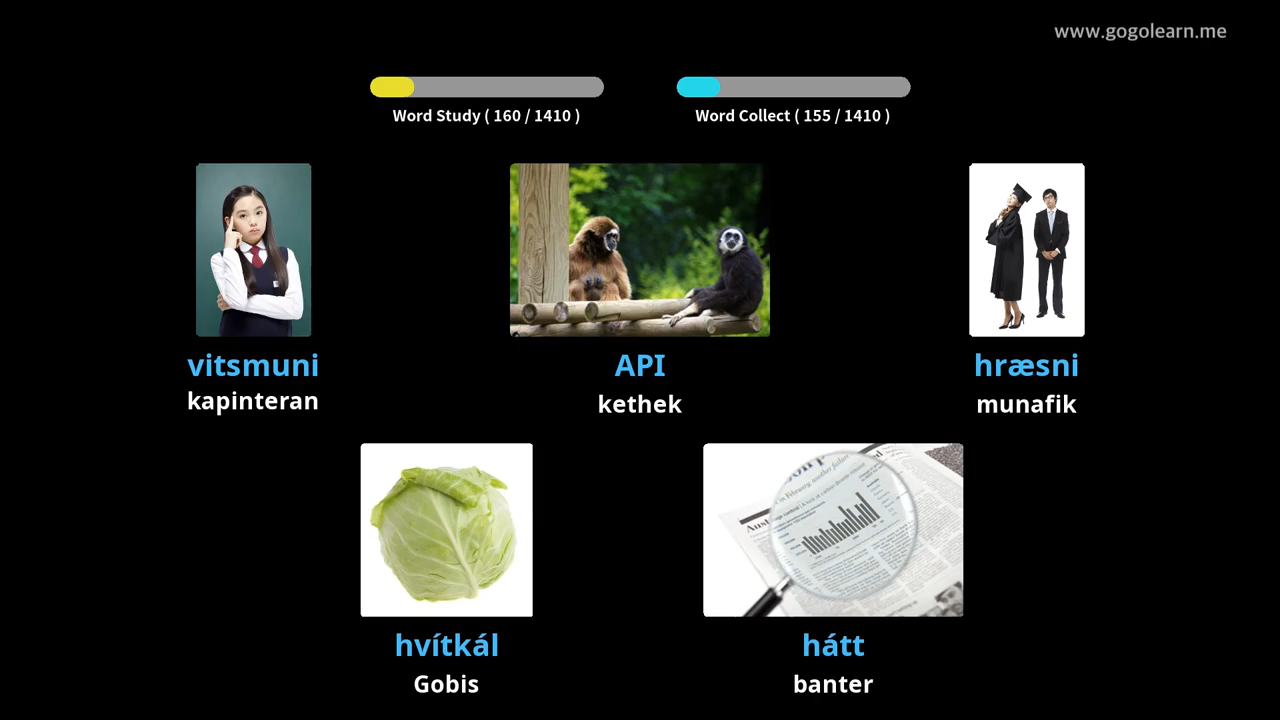 www.gogolearn.me
Word Study ( 160 / 1410 )
Word Collect ( 155 / 1410 )
vitsmuni
kapinteran
API
kethek
hræsni
munafik
hvítkál
Gobis
hátt
banter